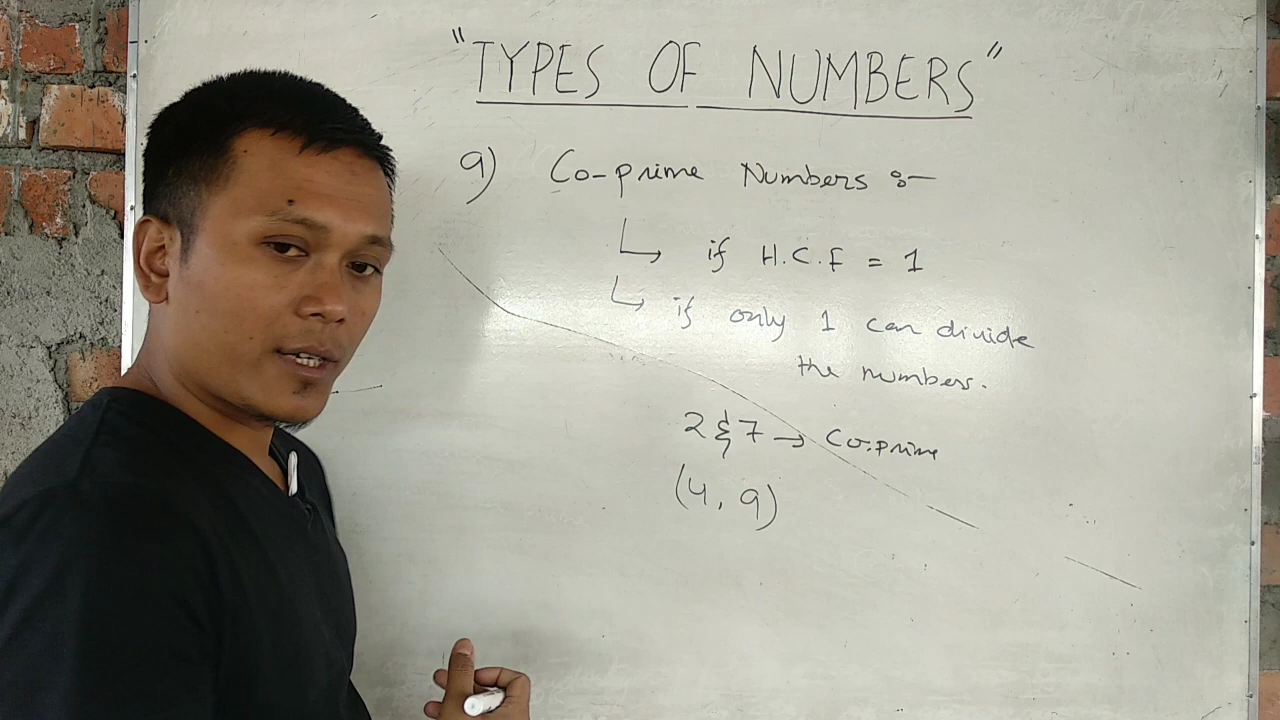 "TYPES OF NUMBERS"
9) Co-prime Numbers :-
↳ if H.C.F = 1
↳ if only 1 can divide
the numbers.
2 & 7 → Co-prime
(4, 9)